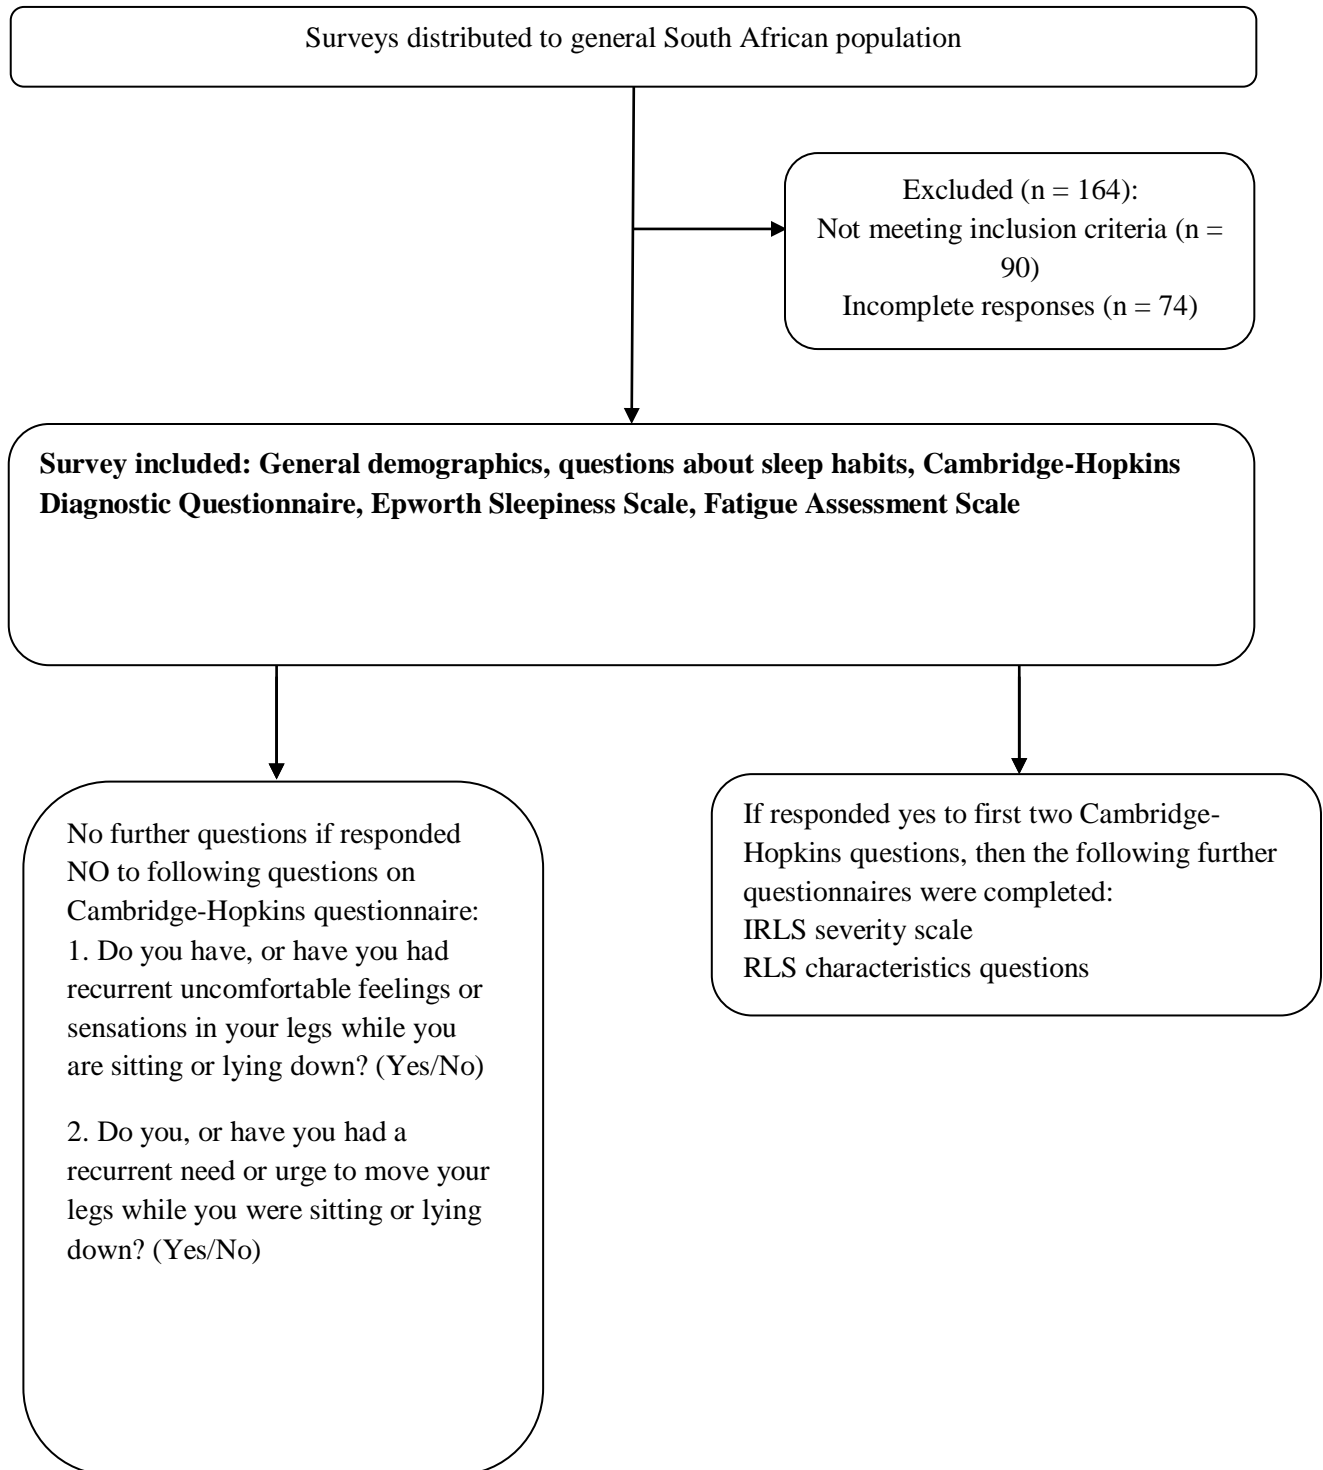 Surveys distributed to general South African population
Excluded (n = 164):
Not meeting inclusion criteria (n =
90)
Incomplete responses (n = 74)
Survey included: General demographics, questions about sleep habits, Cambridge-Hopkins
Diagnostic Questionnaire, Epworth Sleepiness Scale, Fatigue Assessment Scale
No further questions if responded
NO to following questions on
Cambridge-Hopkins questionnaire:
1. Do you have, or have you had
recurrent uncomfortable feelings or
sensations in your legs while you
are sitting or lying down? (Yes/No)
2. Do you, or have you had a
recurrent need or urge to move your
legs while you were sitting or lying
down? (Yes/No)
If responded yes to first two Cambridge-
Hopkins questions, then the following further
questionnaires were completed:
IRLS severity scale
RLS characteristics questions